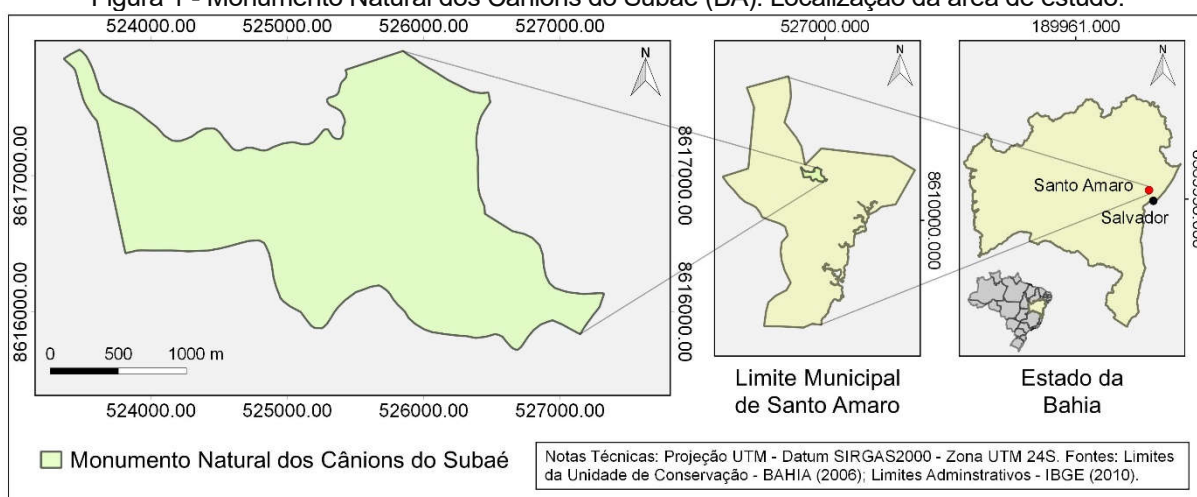 Figura 1 - Monumento Natural dos Cânions do Subaé (BA). Localização da área de estudo.
524000.00 525000.00 526000.00 527000.00
527000.000
189961.000
N
N
N
8617000.00
8617000.00
8616000.00
8616000.00
8610000.000
Santo Amaro
Salvador
0 500 1000 m
524000.00 525000.00 526000.00 527000.00
Limite Municipal
de Santo Amaro
Estado da
Bahia
Monumento Natural dos Cânions do Subaé
Notas Técnicas: Projeção UTM - Datum SIRGAS2000 - Zona UTM 24S. Fontes: Limites
da Unidade de Conservação - BAHIA (2006); Limites Adminstrativos - IBGE (2010).